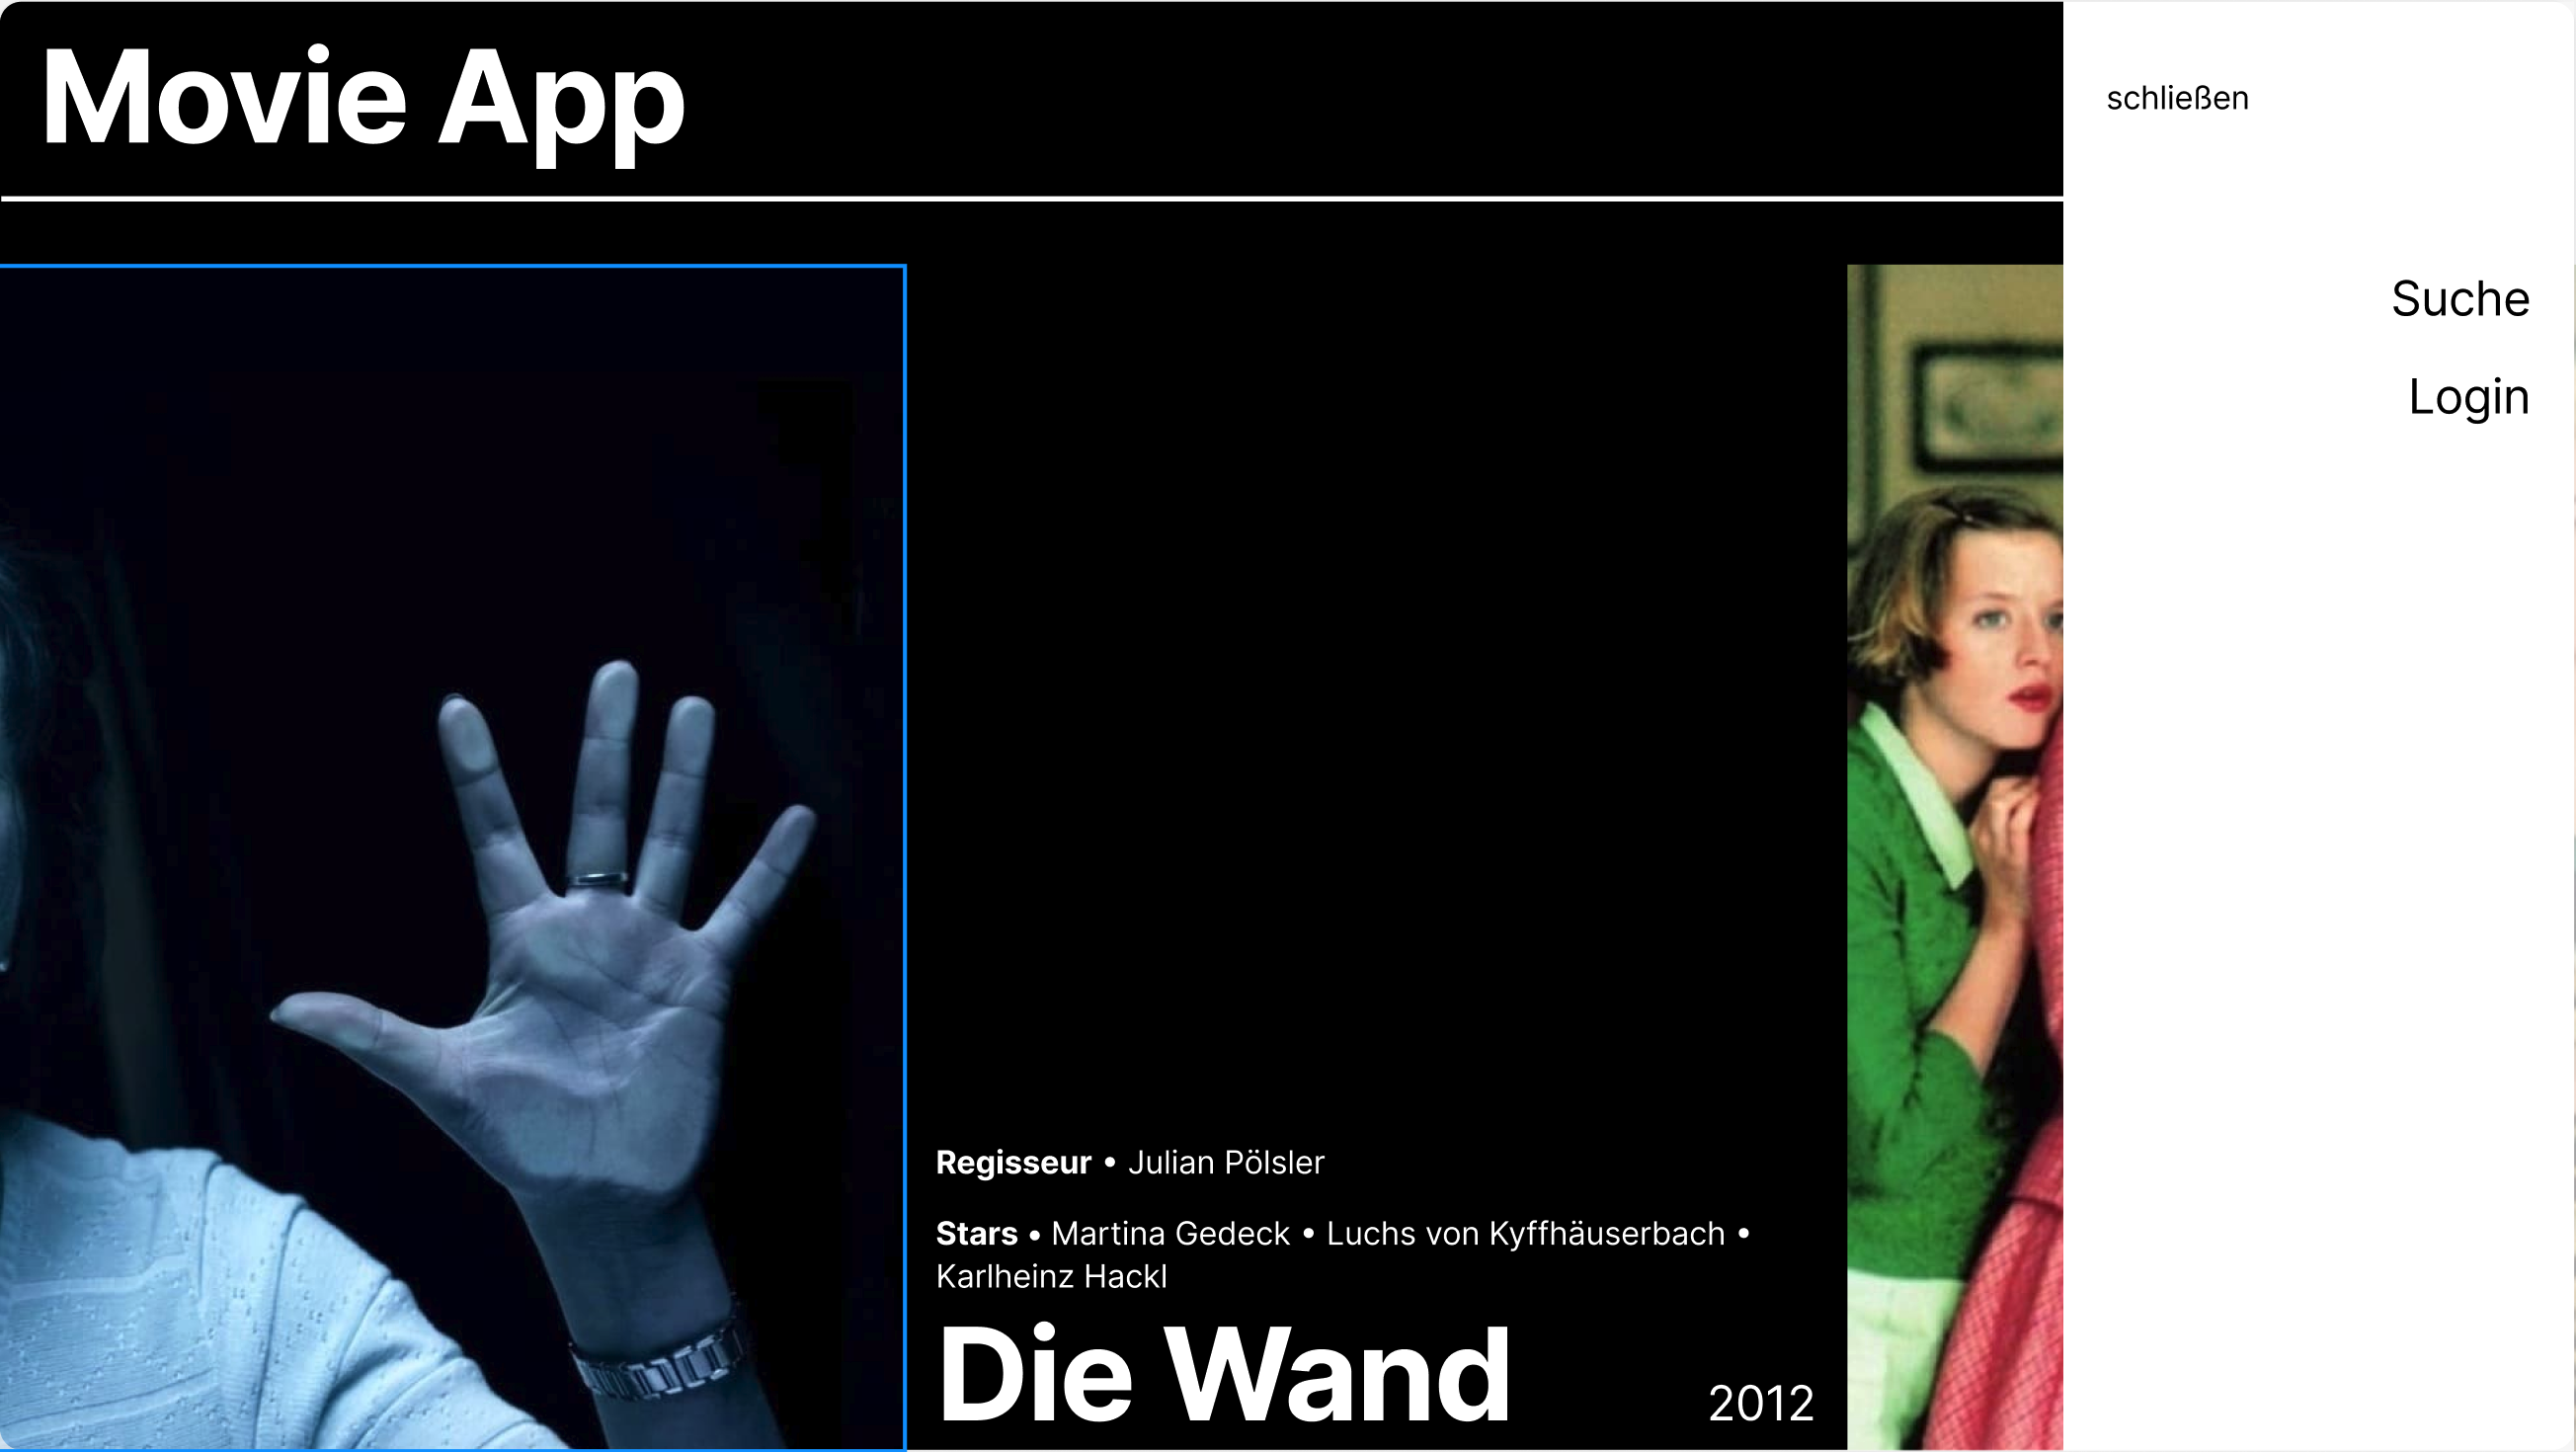 Movie App
schließen
Suche
Login
Regisseur • Julian Pölsler
Stars • Martina Gedeck • Luchs von Kyffhäuserbach •
Karlheinz Hackl
Die Wand
2012